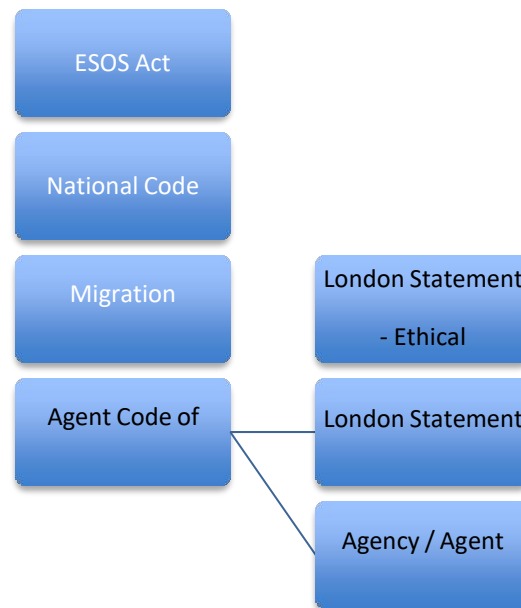 ESOS Act
National Code
Migration
London Statement
- Ethical
Agent Code of
London Statement
Agency / Agent